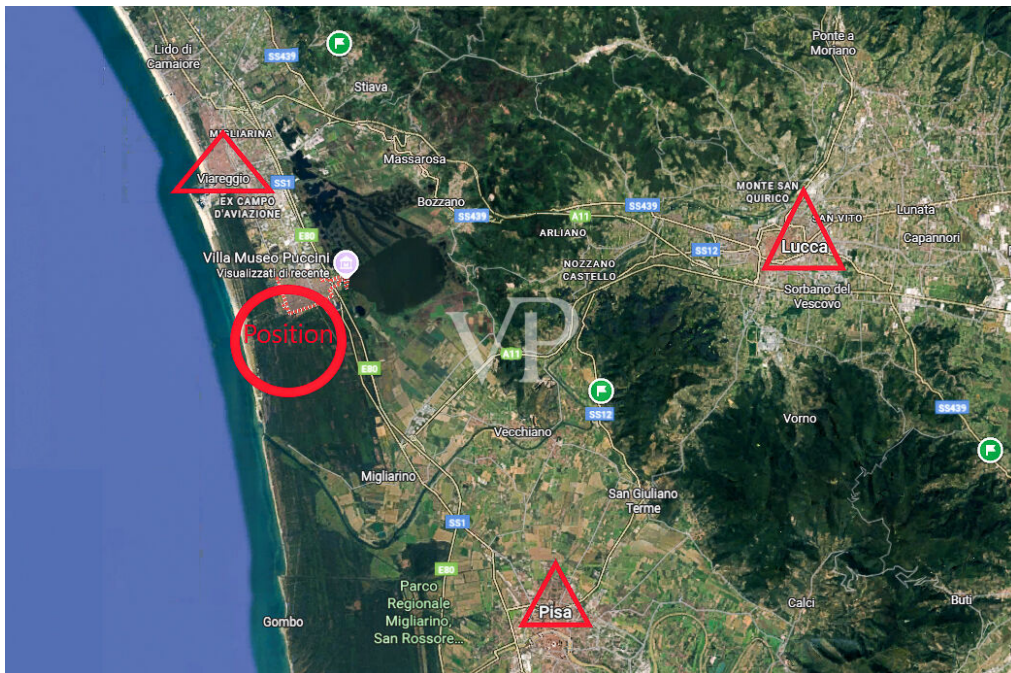 Ponte a
Moriano
Lido di
Camaiore
SS439
Stiava
MIGLIARINA
Massarosa
Viareggio
SS1
EX CAMPO
D'AVIAZIONE
Bozzano
SS439
A11
SS439
MONTE SAN
QUIRICO
SAN VITO
Lunata
ARLIANO
E80
SS12
Lucca
Capannori
Villa Museo Puccini
Visualizzati di recente
NOZZANO
CASTELLO
Sorbano del
Vescovo
Position
VP
A11
E80
SS12
SS439
Vorno
Vecchiano
Migliarino
San Giuliano
Terme
SS1
E80
Parco
Regionale
Migliarino,
San Rossore...
Pisa
Calci
Buti
Gombo